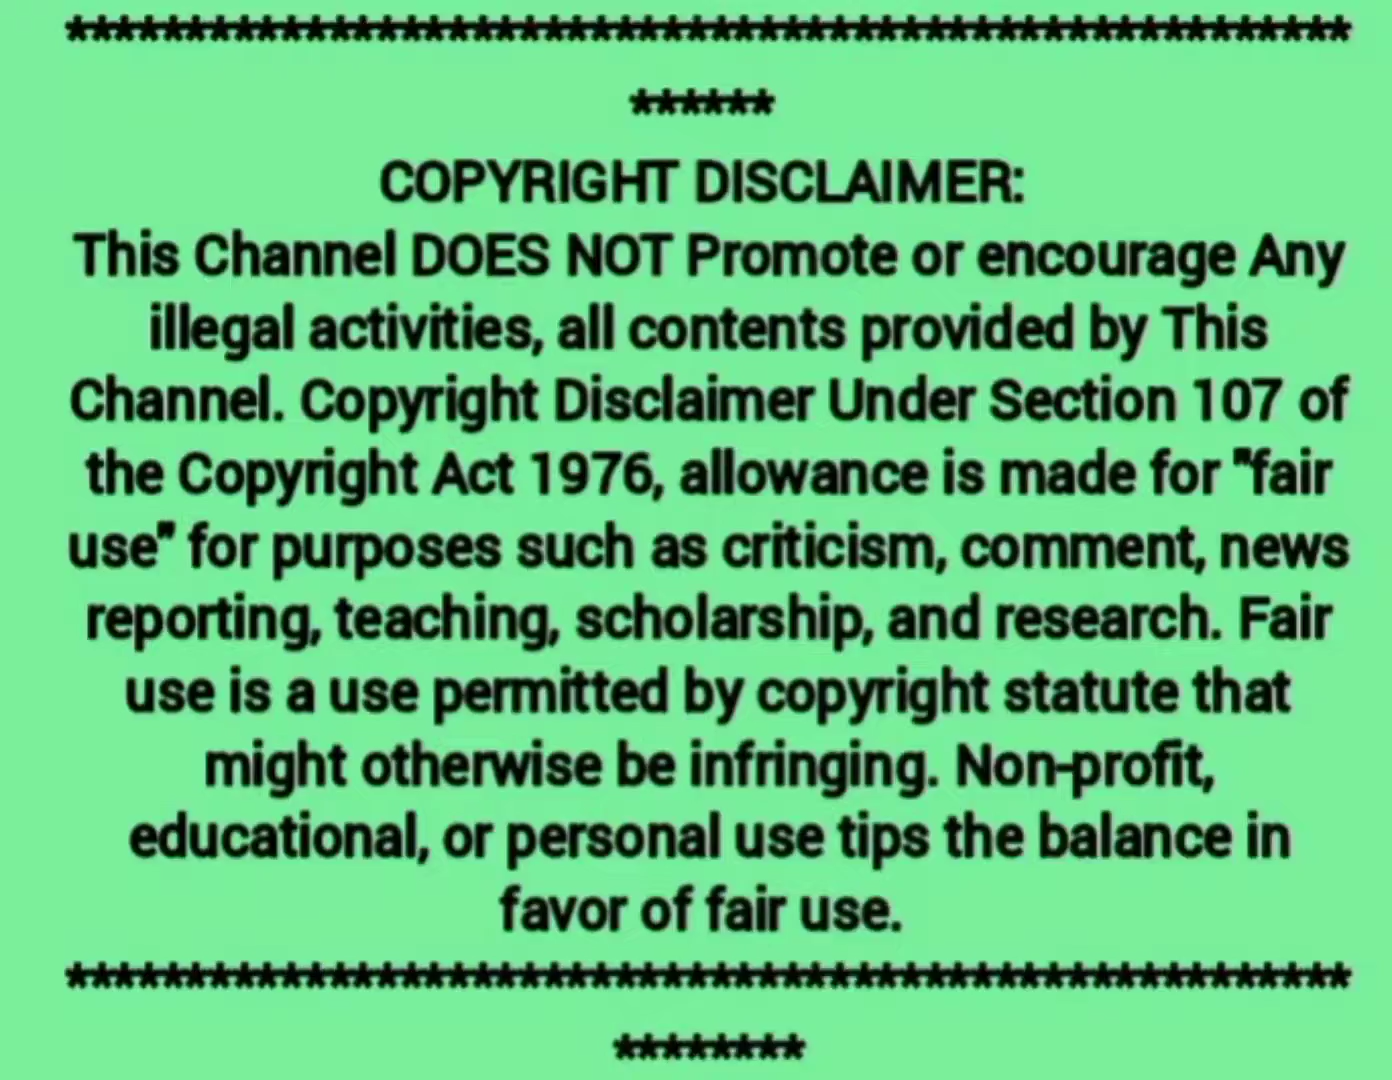 *****************************************************
******
COPYRIGHT DISCLAIMER:
This Channel DOES NOT Promote or encourage Any
illegal activities, all contents provided by This
Channel. Copyright Disclaimer Under Section 107 of
the Copyright Act 1976, allowance is made for "fair
use" for purposes such as criticism, comment, news
reporting, teaching, scholarship, and research. Fair
use is a use permitted by copyright statute that
might otherwise be infringing. Non-profit,
educational, or personal use tips the balance in
favor of fair use.
*****************************************************
********